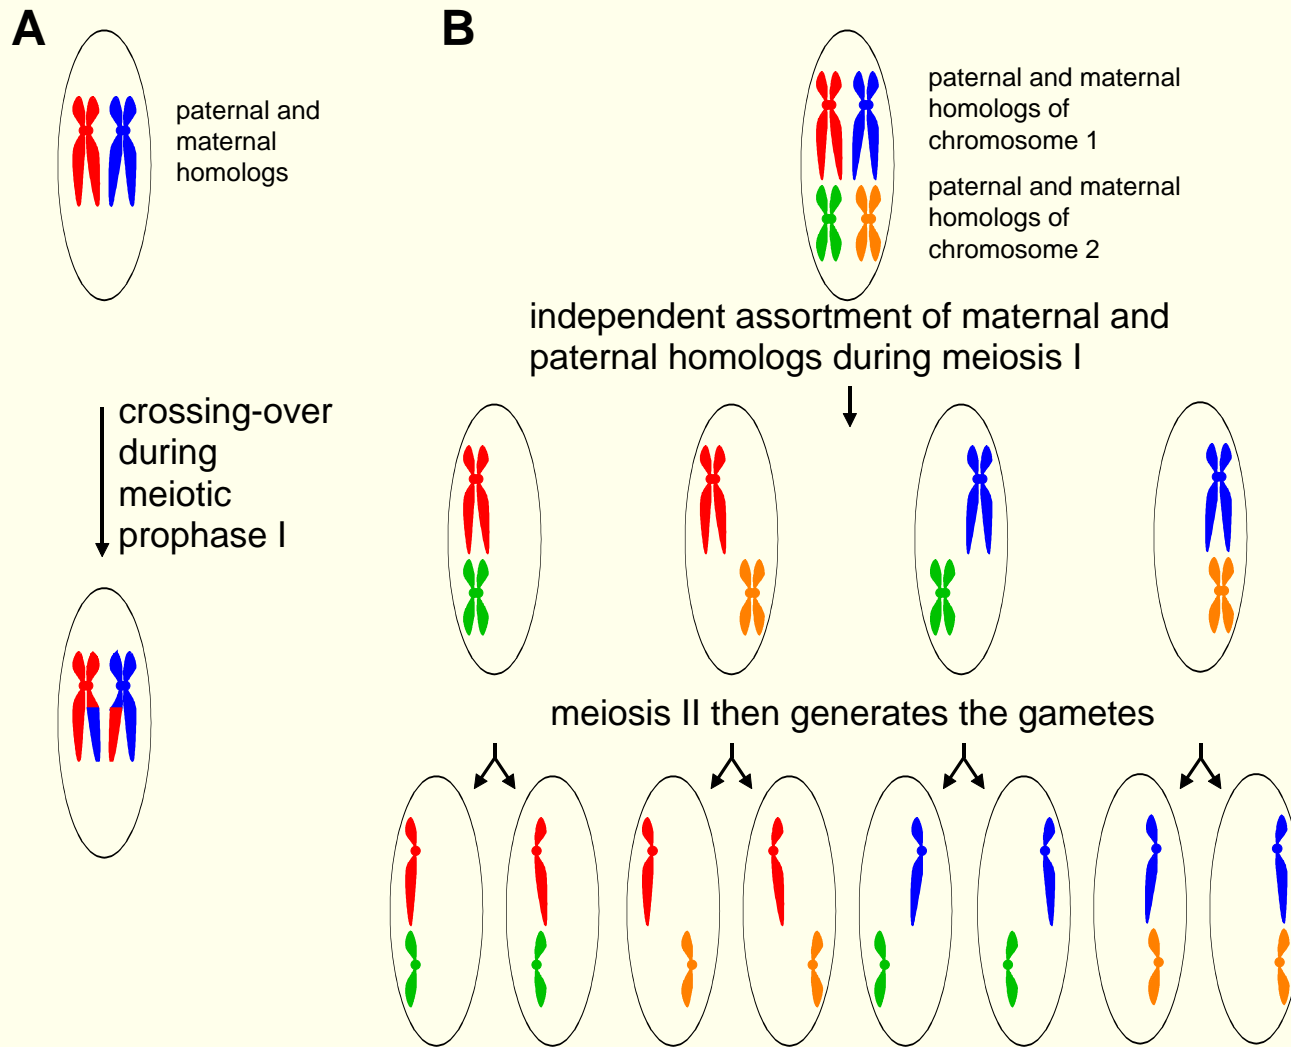 A
paternal and
maternal
homologs
crossing-over
during
meiotic
prophase I
B
paternal and maternal
homologs of
chromosome 1
paternal and maternal
homologs of
chromosome 2
independent assortment of maternal and
paternal homologs during meiosis I
meiosis II then generates the gametes